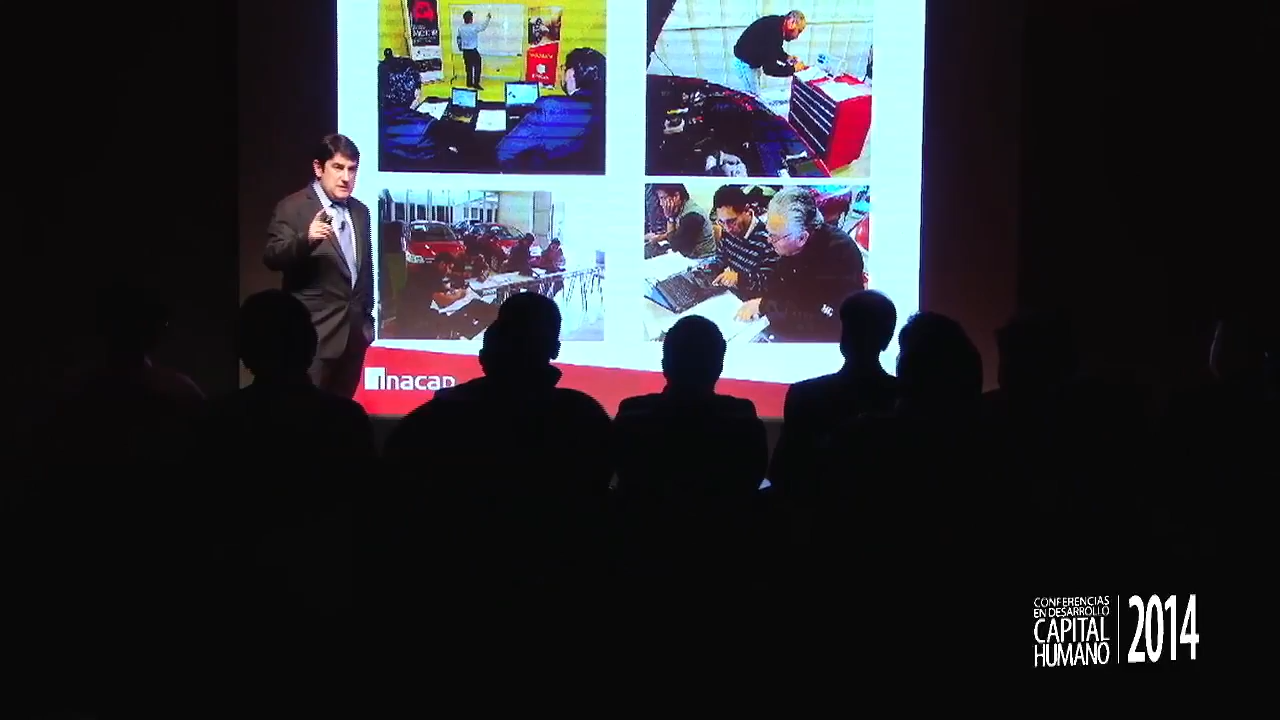 inacap
CONFERENCIAS
EN DESARROLLO
CAPITAL
HUMANO
2014